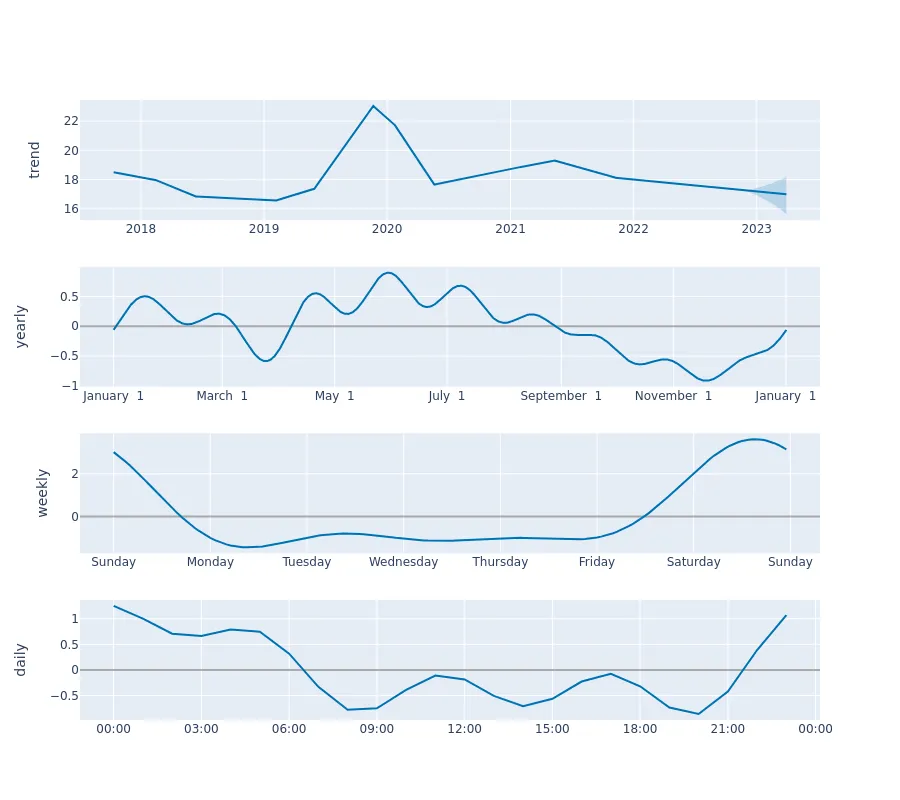 trend
22
20
18
16
2018 2019 2020 2021 2022 2023
yearly
0.5
0
−0.5
−1
January 1 March 1 May 1 July 1 September 1 November 1 January 1
weekly
2
0
Sunday Monday Tuesday Wednesday Thursday Friday Saturday Sunday
daily
1
0.5
0
−0.5
00:00 03:00 06:00 09:00 12:00 15:00 18:00 21:00 00:00